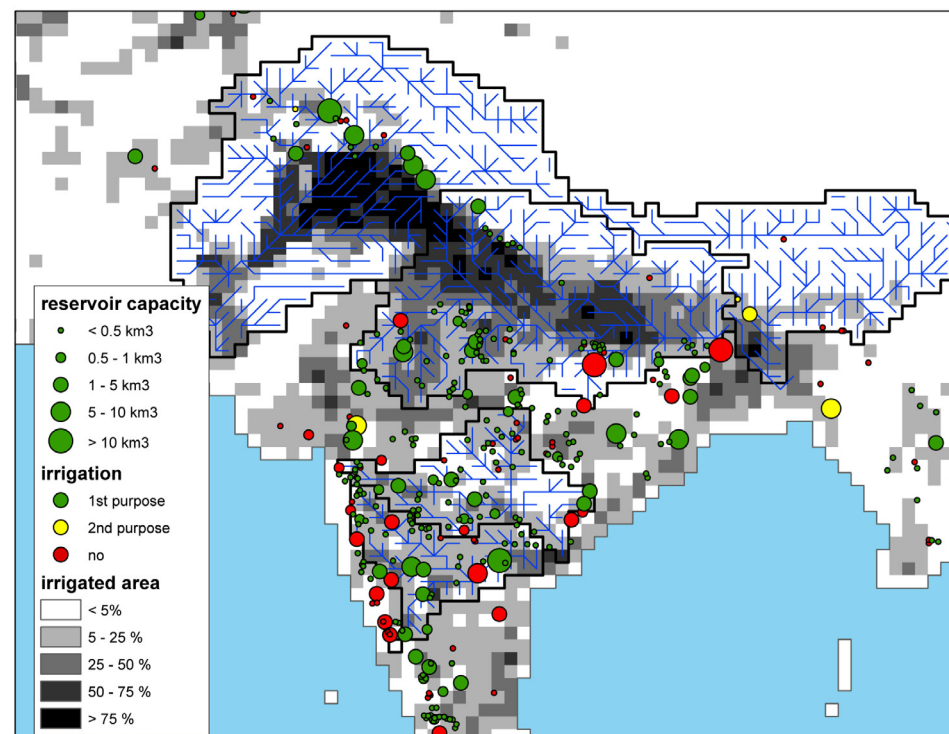 reservoir capacity
< 0.5 km3
0.5 - 1 km3
1 - 5 km3
5 - 10 km3
> 10 km3
irrigation
1st purpose
2nd purpose
no
irrigated area
< 5%
5 - 25 %
25 - 50 %
50 - 75 %
> 75 %